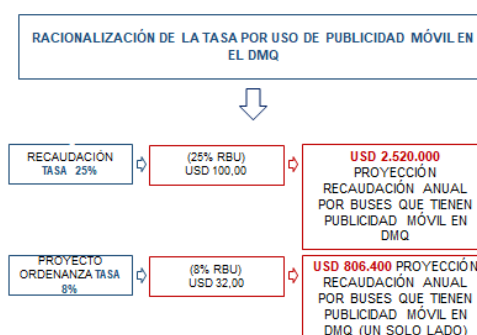 RACIONALIZACIÓN DE LA TASA POR USO DE PUBLICIDAD MÓVIL EN
EL DMQ
RECAUDACIÓN
TASA 25%
(25% RBU)
USD 100,00
USD 2.520.000
PROYECCIÓN
RECAUDACIÓN ANUAL
POR BUSES QUE TIENEN
PUBLICIDAD MÓVIL EN
DMQ
PROYECTO
ORDENANZA TASA
8%
(8% RBU)
USD 32,00
USD 806.400 PROYECCIÓN
RECAUDACIÓN ANUAL
POR BUSES QUE TIENEN
PUBLICIDAD MÓVIL EN
DMQ (UN SOLO LADO)